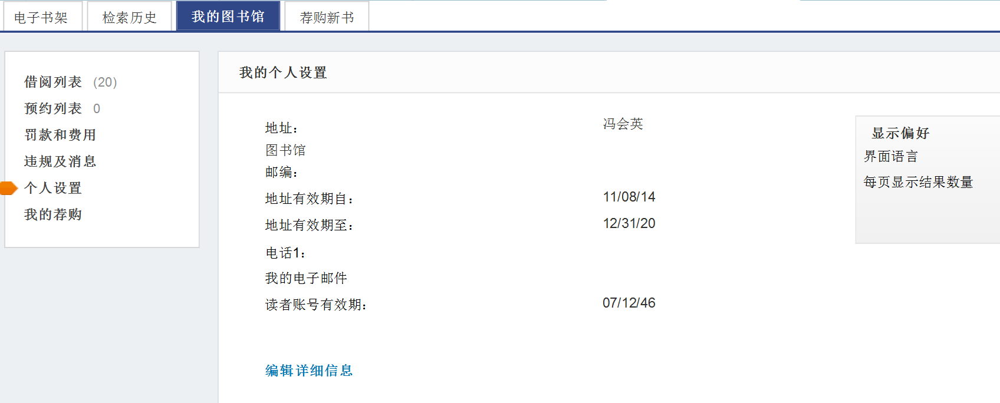 电子书架 检索历史 我的图书馆 荐购新书
借阅列表 (20)
预约列表 0
罚款和费用
违规及消息
个人设置
我的荐购
我的个人设置
地址： 冯会英
图书馆
邮编：
地址有效期自： 11/08/14
地址有效期至： 12/31/20
电话1：
我的电子邮件
读者账号有效期： 07/12/46
编辑详细信息
显示偏好
界面语言
每页显示结果数量